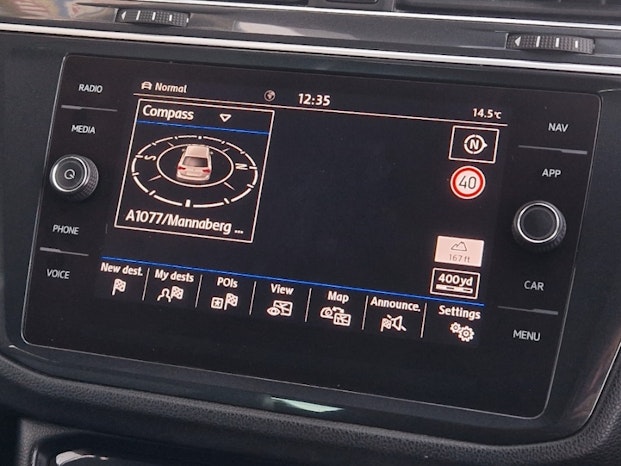 RADIO
MEDIA
PHONE
VOICE
Normal
12:35
14.5°C
Compass
S
N
A1077/Mannaberg ...
N
40
167 ft
400yd
New dest.
My dests
POIs
View
Map
Announce.
Settings
NAV
APP
CAR
MENU